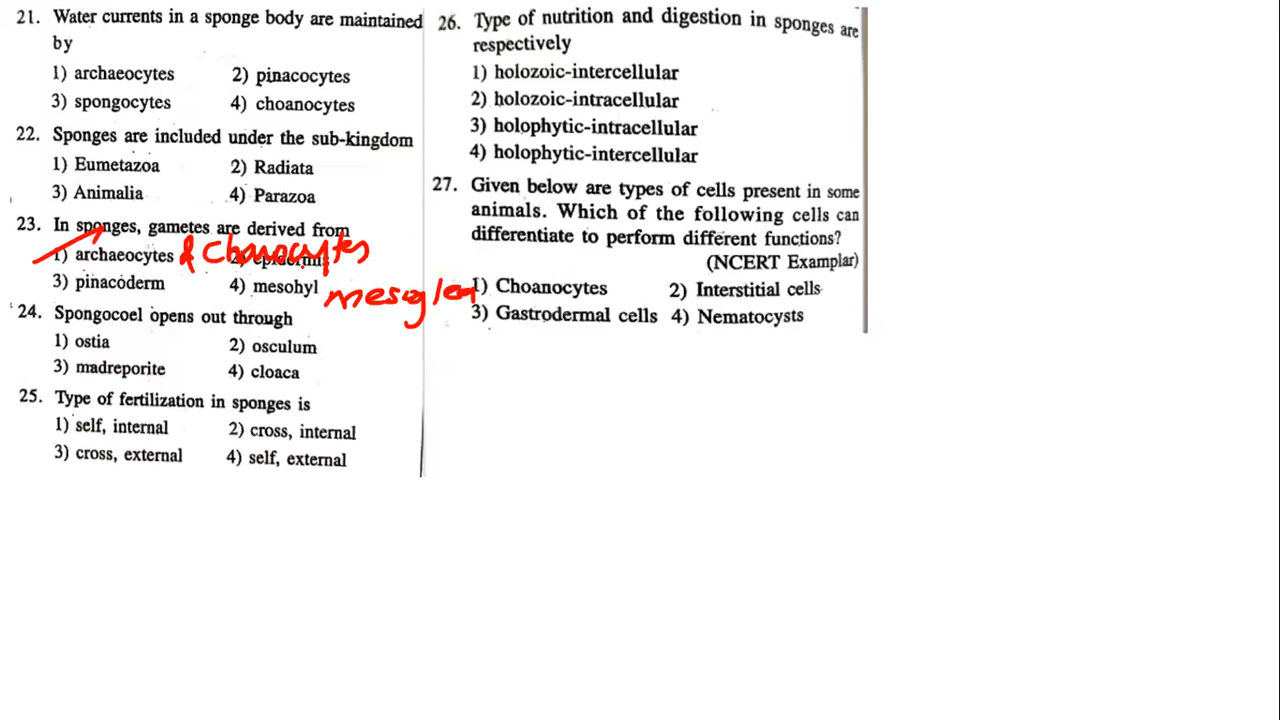 21. Water currents in a sponge body are maintained
by
1) archaeocytes 2) pinacocytes
3) spongocytes 4) choanocytes
22. Sponges are included under the sub-kingdom
1) Eumetazoa 2) Radiata
3) Animalia 4) Parazoa
23. In sponges, gametes are derived from
1) archaeocytes & choanocytes 2) epidermis
3) pinacoderm 4) mesohyl mesoglea
24. Spongocoel opens out through
1) ostia 2) osculum
3) madreporite 4) cloaca
25. Type of fertilization in sponges is
1) self, internal 2) cross, internal
3) cross, external 4) self, external
26. Type of nutrition and digestion in sponges are
respectively
1) holozoic-intercellular
2) holozoic-intracellular
3) holophytic-intracellular
4) holophytic-intercellular
27. Given below are types of cells present in some
animals. Which of the following cells can
differentiate to perform different functions?
(NCERT Examplar)
1) Choanocytes 2) Interstitial cells
3) Gastrodermal cells 4) Nematocysts